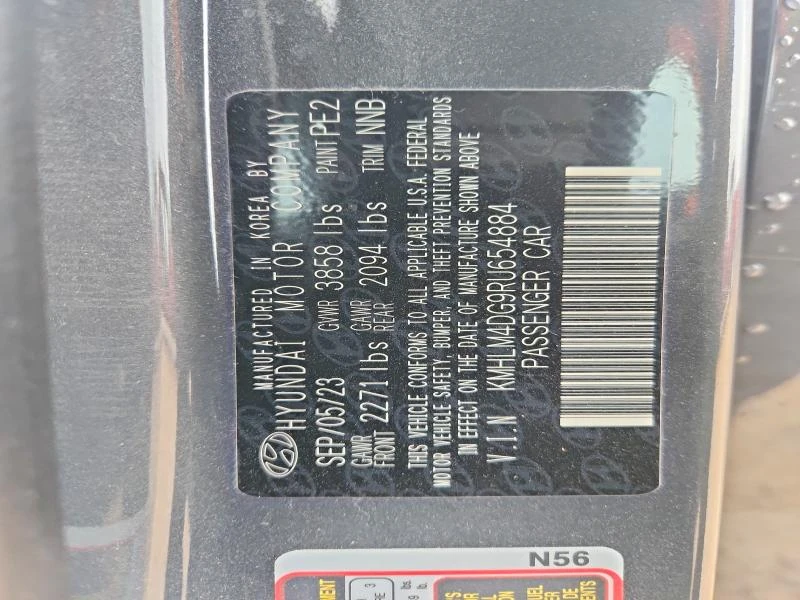 MANUFACTURED IN KOREA BY
HYUNDAI MOTOR COMPANY
SEP/05/23 GVWR 3858 lbs PAINT PE2
GAWR FRONT 2271 lbs GAWR REAR 2094 lbs TRIM NNB
THIS VEHICLE CONFORMS TO ALL APPLICABLE U.S.A. FEDERAL
MOTOR VEHICLE SAFETY, BUMPER, AND THEFT PREVENTION STANDARDS
IN EFFECT ON THE DATE OF MANUFACTURE SHOWN ABOVE
V.I.N KMHLM4DG9RU654884
PASSENGER CAR
N56